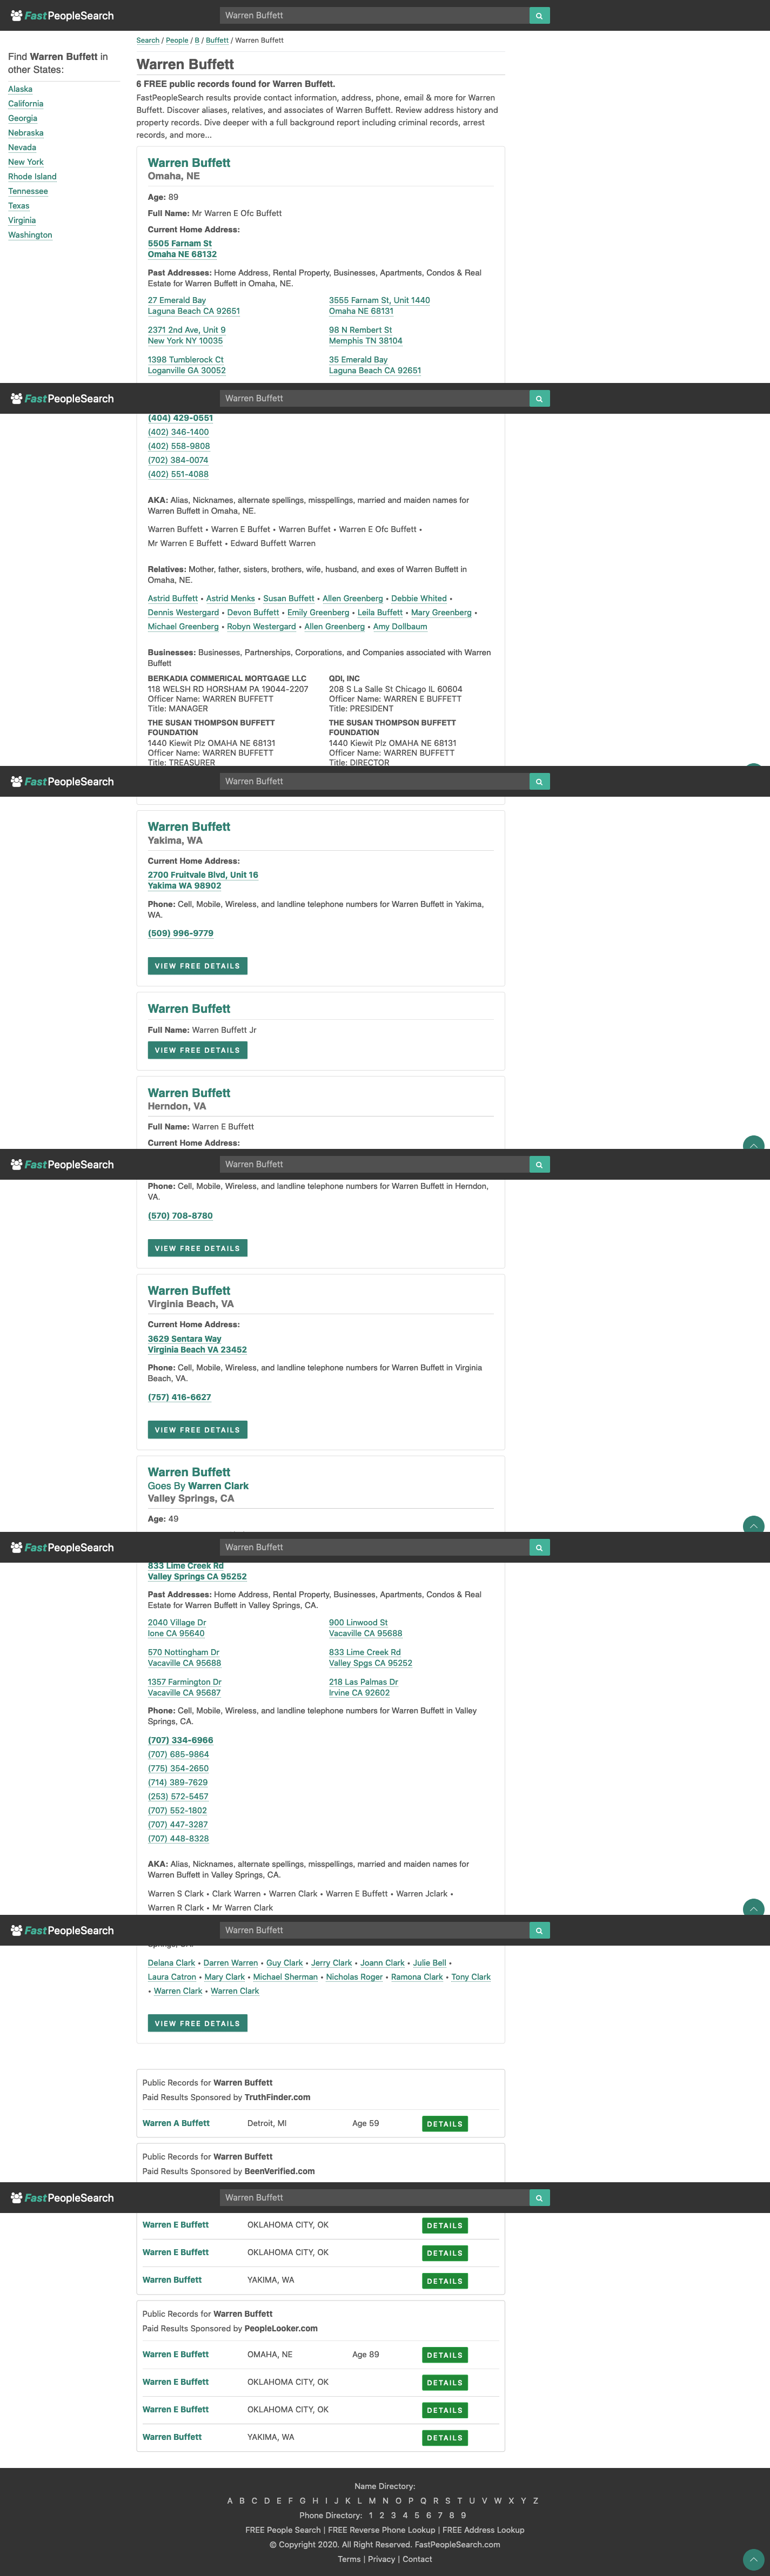 FastPeopleSearch
Warren Buffett
Search / People / B / Buffett / Warren Buffett
Find Warren Buffett in
other States:
Alaska
California
Georgia
Nebraska
Nevada
New York
Rhode Island
Tennessee
Texas
Virginia
Washington
Warren Buffett
6 FREE public records found for Warren Buffett.
FastPeopleSearch results provide contact information, address, phone, email & more for Warren
Buffett. Discover aliases, relatives, and associates of Warren Buffett. Review address history and
property records. Dive deeper with a full background report including criminal records, arrest
records, and more...
Warren Buffett
Omaha, NE
Age: 89
Full Name: Mr Warren E Ofc Buffett
Current Home Address:
5505 Farnam St
Omaha NE 68132
Past Addresses: Home Address, Rental Property, Businesses, Apartments, Condos & Real
Estate for Warren Buffett in Omaha, NE.
27 Emerald Bay
Laguna Beach CA 92651
3555 Farnam St, Unit 1440
Omaha NE 68131
2371 2nd Ave, Unit 9
New York NY 10035
98 N Rembert St
Memphis TN 38104
1398 Tumblerock Ct
Loganville GA 30052
35 Emerald Bay
Laguna Beach CA 92651
FastPeopleSearch
Warren Buffett
(404) 429-0551
(402) 346-1400
(402) 558-9808
(702) 384-0074
(402) 551-4088
AKA: Alias, Nicknames, alternate spellings, misspellings, married and maiden names for
Warren Buffett in Omaha, NE.
Warren Buffett • Warren E Buffet • Warren Buffet • Warren E Ofc Buffett •
Mr Warren E Buffett • Edward Buffett Warren
Relatives: Mother, father, sisters, brothers, wife, husband, and exes of Warren Buffett in
Omaha, NE.
Astrid Buffett • Astrid Menks • Susan Buffett • Allen Greenberg • Debbie Whited •
Dennis Westergard • Devon Buffett • Emily Greenberg • Leila Buffett • Mary Greenberg •
Michael Greenberg • Robyn Westergard • Allen Greenberg • Amy Dollbaum
Businesses: Businesses, Partnerships, Corporations, and Companies associated with Warren
Buffett
BERKADIA COMMERICAL MORTGAGE LLC
118 WELSH RD HORSHAM PA 19044-2207
Officer Name: WARREN BUFFETT
Title: MANAGER
QDI, INC
208 S La Salle St Chicago IL 60604
Officer Name: WARREN E BUFFETT
Title: PRESIDENT
THE SUSAN THOMPSON BUFFETT
FOUNDATION
1440 Kiewit Plz OMAHA NE 68131
Officer Name: WARREN BUFFETT
Title: TREASURER
THE SUSAN THOMPSON BUFFETT
FOUNDATION
1440 Kiewit Plz OMAHA NE 68131
Officer Name: WARREN BUFFETT
Title: DIRECTOR
FastPeopleSearch
Warren Buffett
Warren Buffett
Yakima, WA
Current Home Address:
2700 Fruitvale Blvd, Unit 16
Yakima WA 98902
Phone: Cell, Mobile, Wireless, and landline telephone numbers for Warren Buffett in Yakima,
WA.
(509) 996-9779
VIEW FREE DETAILS
Warren Buffett
Full Name: Warren Buffett Jr
VIEW FREE DETAILS
Warren Buffett
Herndon, VA
Full Name: Warren E Buffett
Current Home Address:
FastPeopleSearch
Warren Buffett
Phone: Cell, Mobile, Wireless, and landline telephone numbers for Warren Buffett in Herndon,
VA.
(570) 708-8780
VIEW FREE DETAILS
Warren Buffett
Virginia Beach, VA
Current Home Address:
3629 Sentara Way
Virginia Beach VA 23452
Phone: Cell, Mobile, Wireless, and landline telephone numbers for Warren Buffett in Virginia
Beach, VA.
(757) 416-6627
VIEW FREE DETAILS
Warren Buffett
Goes By Warren Clark
Valley Springs, CA
Age: 49
FastPeopleSearch
Warren Buffett
833 Lime Creek Rd
Valley Springs CA 95252
Past Addresses: Home Address, Rental Property, Businesses, Apartments, Condos & Real
Estate for Warren Buffett in Valley Springs, CA.
2040 Village Dr
Ione CA 95640
900 Linwood St
Vacaville CA 95688
570 Nottingham Dr
Vacaville CA 95688
833 Lime Creek Rd
Valley Spgs CA 95252
1357 Farmington Dr
Vacaville CA 95687
218 Las Palmas Dr
Irvine CA 92602
Phone: Cell, Mobile, Wireless, and landline telephone numbers for Warren Buffett in Valley
Springs, CA.
(707) 334-6966
(707) 685-9864
(775) 354-2650
(714) 389-7629
(253) 572-5457
(707) 552-1802
(707) 447-3287
(707) 448-8328
AKA: Alias, Nicknames, alternate spellings, misspellings, married and maiden names for
Warren Buffett in Valley Springs, CA.
Warren S Clark • Clark Warren • Warren Clark • Warren E Buffett • Warren Jclark •
Warren R Clark • Mr Warren Clark
FastPeopleSearch
Warren Buffett
Delana Clark • Darren Warren • Guy Clark • Jerry Clark • Joann Clark • Julie Bell •
Laura Catron • Mary Clark • Michael Sherman • Nicholas Roger • Ramona Clark • Tony Clark
• Warren Clark • Warren Clark
VIEW FREE DETAILS
Public Records for Warren Buffett
Paid Results Sponsored by TruthFinder.com
Warren A Buffett Detroit, MI Age 59 DETAILS
Public Records for Warren Buffett
Paid Results Sponsored by BeenVerified.com
FastPeopleSearch
Warren Buffett
Warren E Buffett OKLAHOMA CITY, OK DETAILS
Warren E Buffett OKLAHOMA CITY, OK DETAILS
Warren Buffett YAKIMA, WA DETAILS
Public Records for Warren Buffett
Paid Results Sponsored by PeopleLooker.com
Warren E Buffett OMAHA, NE Age 89 DETAILS
Warren E Buffett OKLAHOMA CITY, OK DETAILS
Warren E Buffett OKLAHOMA CITY, OK DETAILS
Warren Buffett YAKIMA, WA DETAILS
Name Directory:
A B C D E F G H I J K L M N O P Q R S T U V W X Y Z
Phone Directory: 1 2 3 4 5 6 7 8 9
FREE People Search | FREE Reverse Phone Lookup | FREE Address Lookup
© Copyright 2020. All Right Reserved. FastPeopleSearch.com
Terms | Privacy | Contact